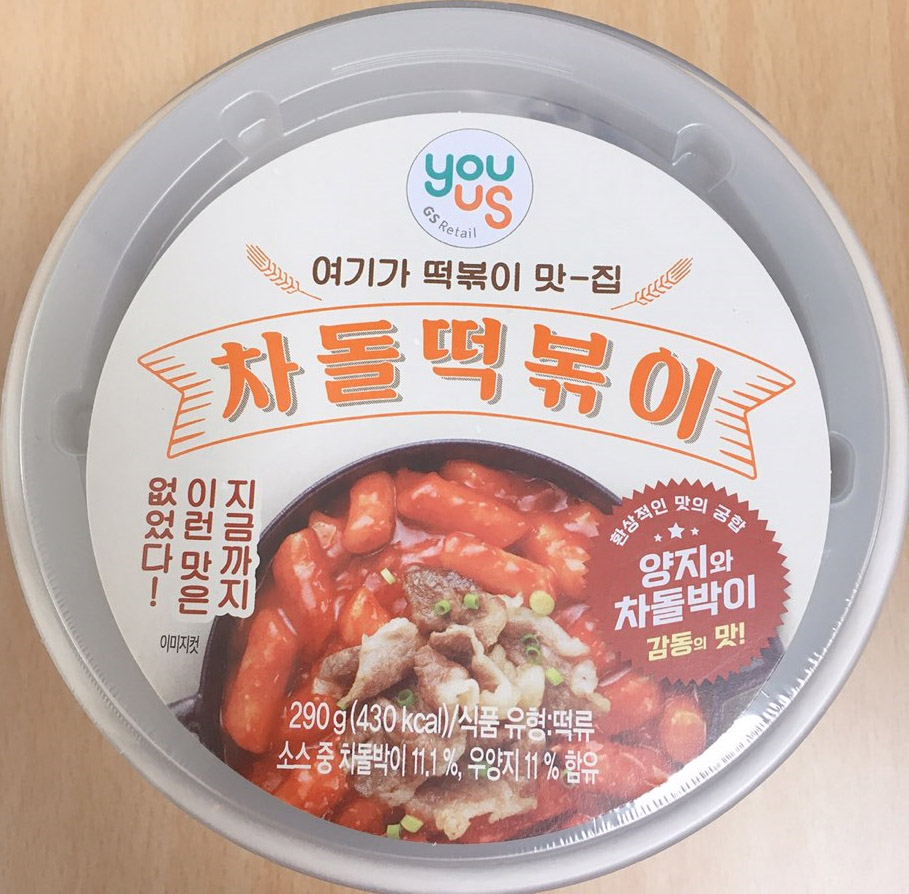 you
us
GS Retail
여기가 떡볶이 맛-집
차돌떡볶이
지금까지
이런 맛은
없었다!
이미지컷
환상적인 맛의 궁합
양지와
차돌박이
감동의 맛!
290 g (430 kcal)/식품 유형:떡류
소스 중 차돌박이 11.1 %, 우양지 11 % 함유